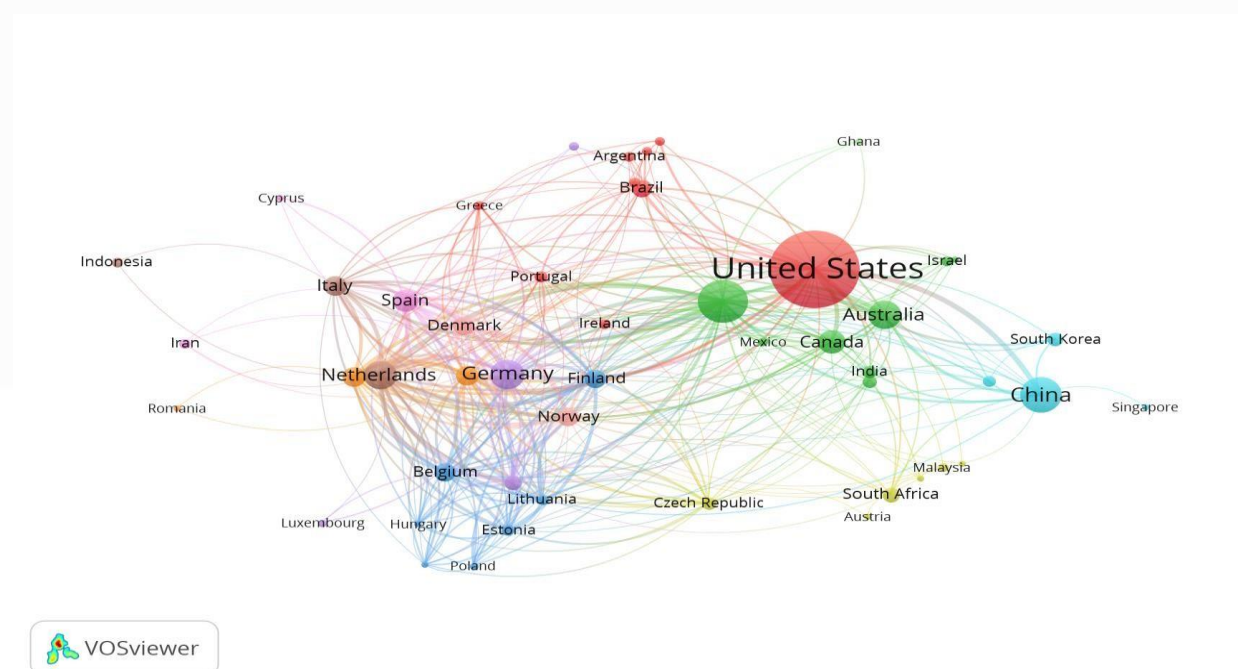 Ghana
Argentina
Brazil
Cyprus
Greece
Indonesia
United States
Israel
Italy
Portugal
Spain
Australia
Denmark
Ireland
Mexico
Canada
South Korea
Iran
Netherlands
Germany
Finland
India
China
Romania
Norway
Singapore
Belgium
Malaysia
Lithuania
Czech Republic
South Africa
Luxembourg
Hungary
Estonia
Austria
Poland
VOSviewer